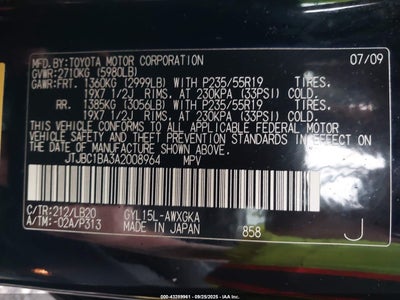 MFD.BY:TOYOTA MOTOR CORPORATION 07/09
GVWR:2710KG (5980LB)
GAWR:FRT. 1360KG (2999LB) WITH P235/55R19 TIRES,
19X7 1/2J RIMS, AT 230KPA (33PSI) COLD.
RR. 1385KG (3056LB) WITH P235/55R19 TIRES,
19X7 1/2J RIMS, AT 230KPA (33PSI) COLD.
THIS VEHICLE CONFORMS TO ALL APPLICABLE FEDERAL MOTOR
VEHICLE SAFETY, BUMPER, AND THEFT PREVENTION STANDARDS IN EFFECT ON
THE DATE OF MANUFACTURE SHOWN ABOVE.
JTJBC1BA3A2008964 MPV
C/TR:212/LB20 GYL15L-AWXGKA
A/TM:-02A/P313 MADE IN JAPAN 858 J
000-43289941 - 09/25/2025 - IAA Inc.